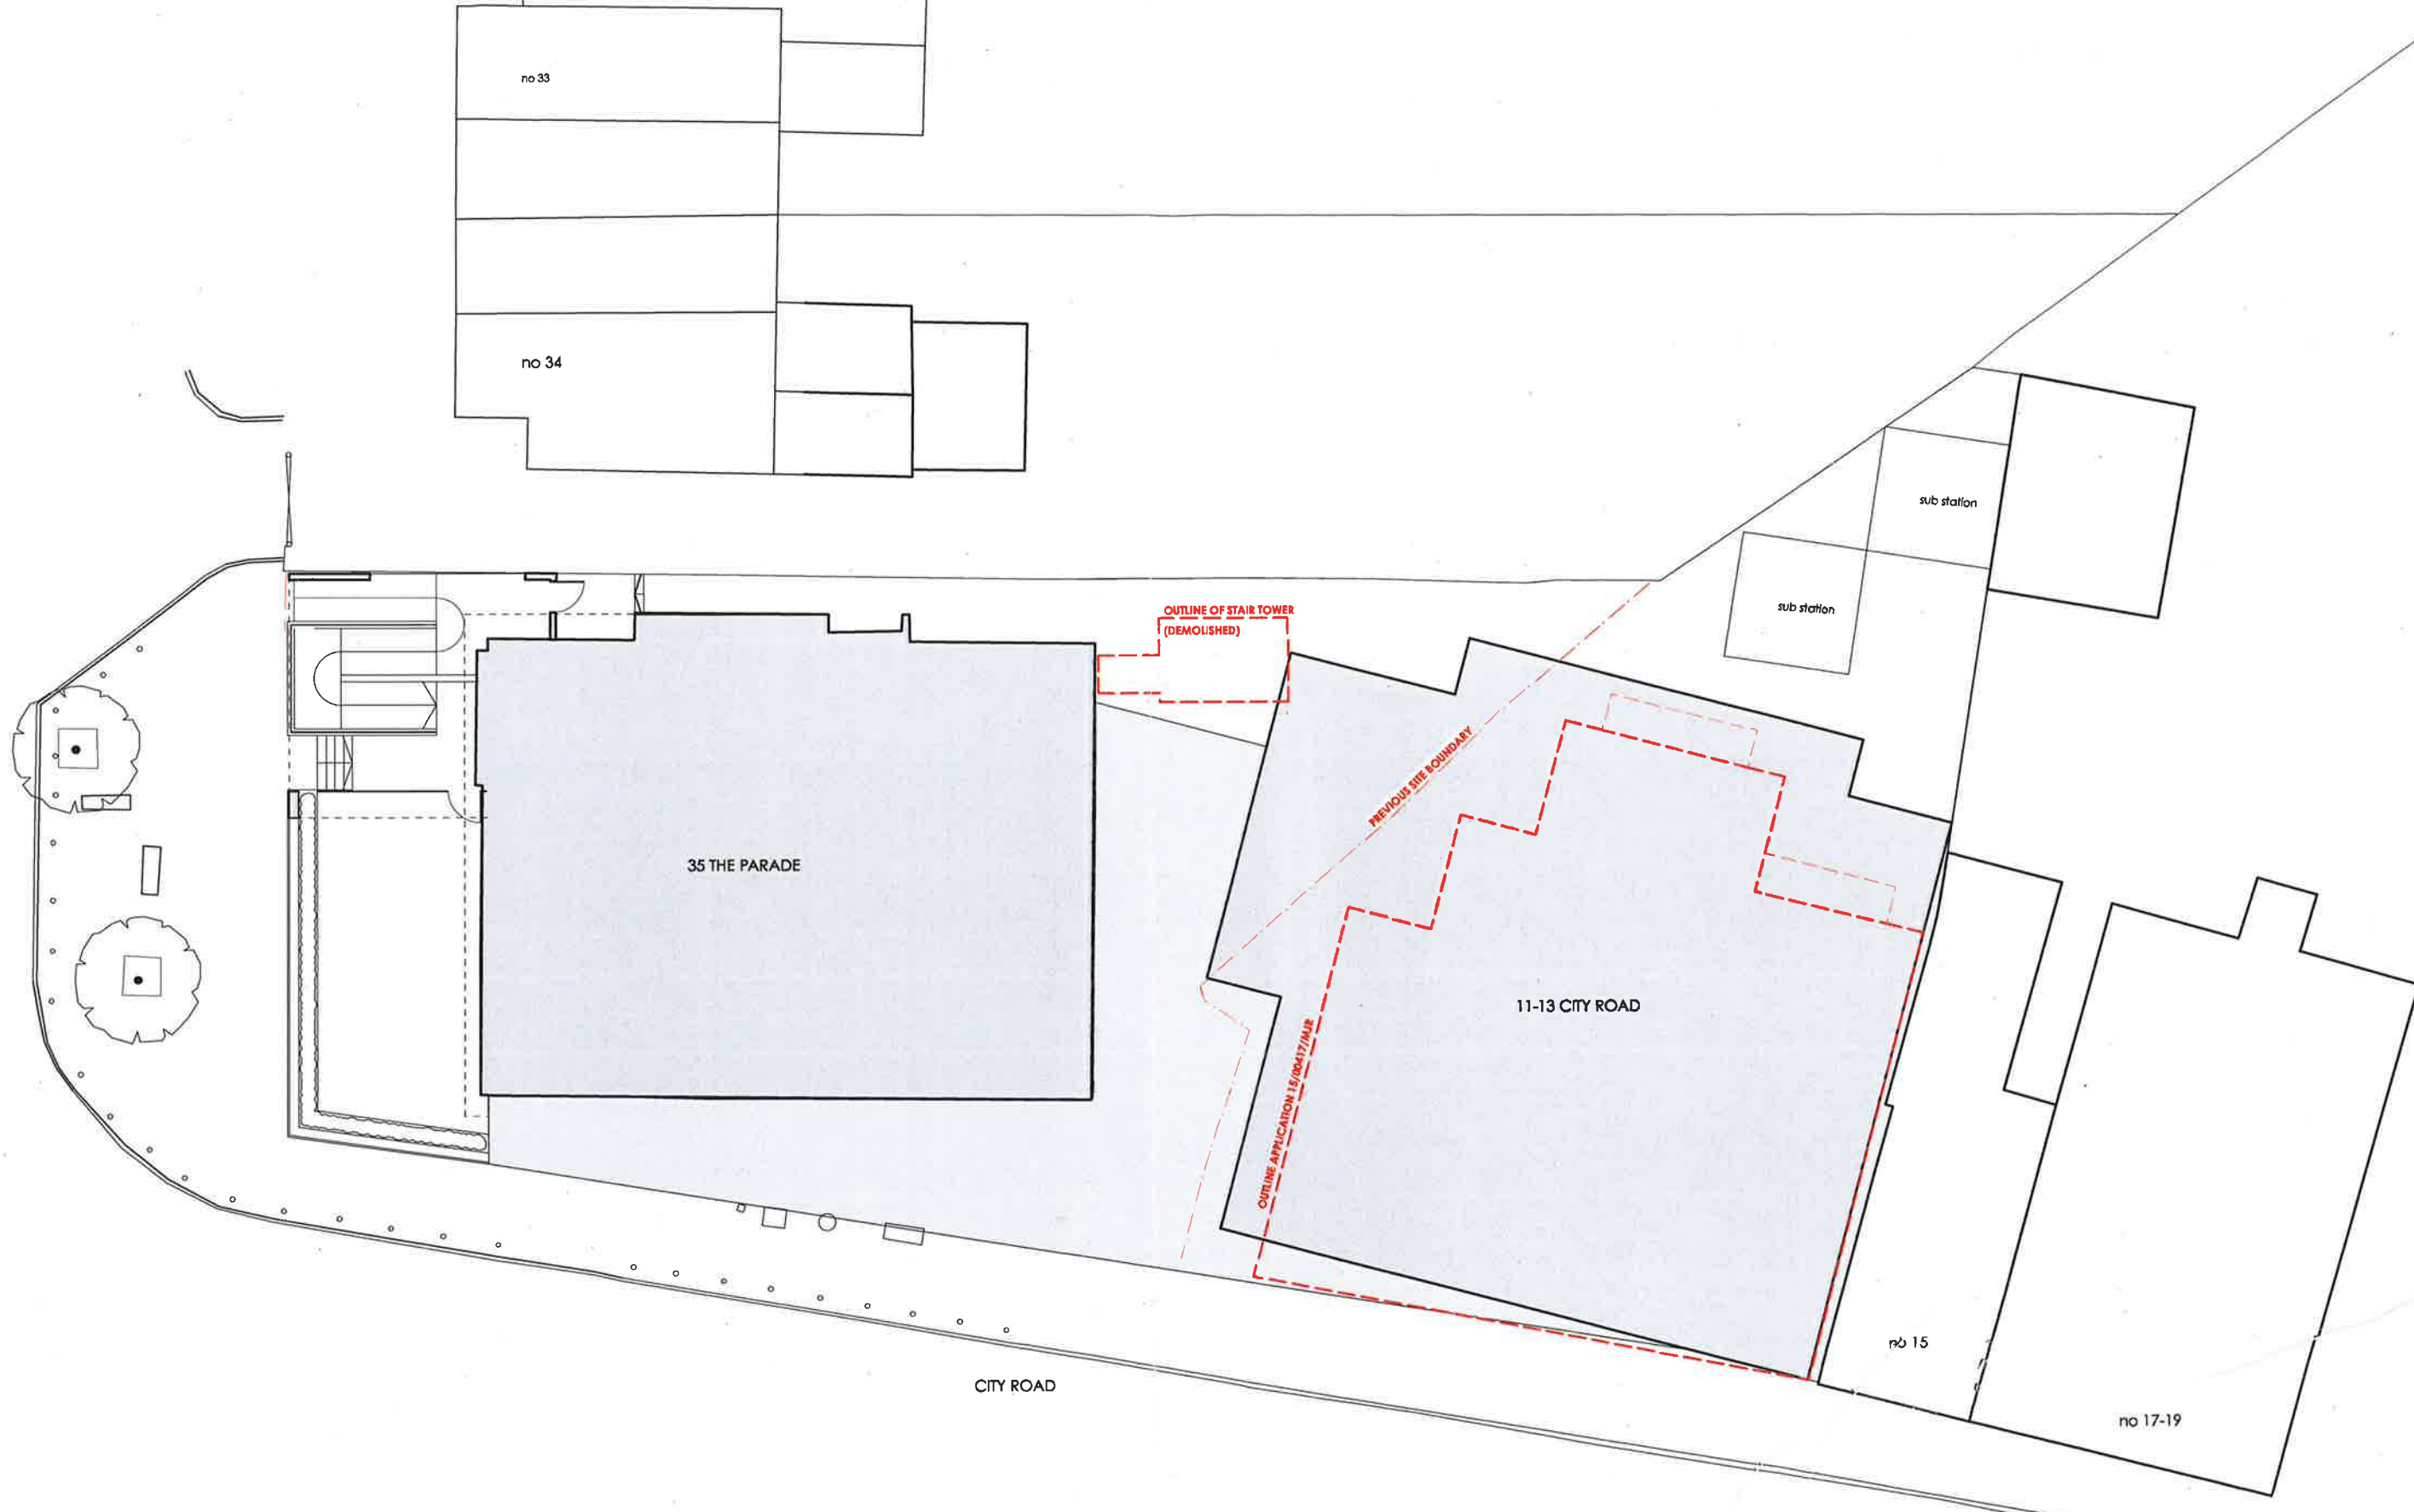 no 33
no 34
sub station
sub station
OUTLINE OF STAIR TOWER
(DEMOLISHED)
PREVIOUS SITE BOUNDARY
35 THE PARADE
11-13 CITY ROAD
OUTLINE APPLICATION 15/00417/MJR
no 15
CITY ROAD
no 17-19